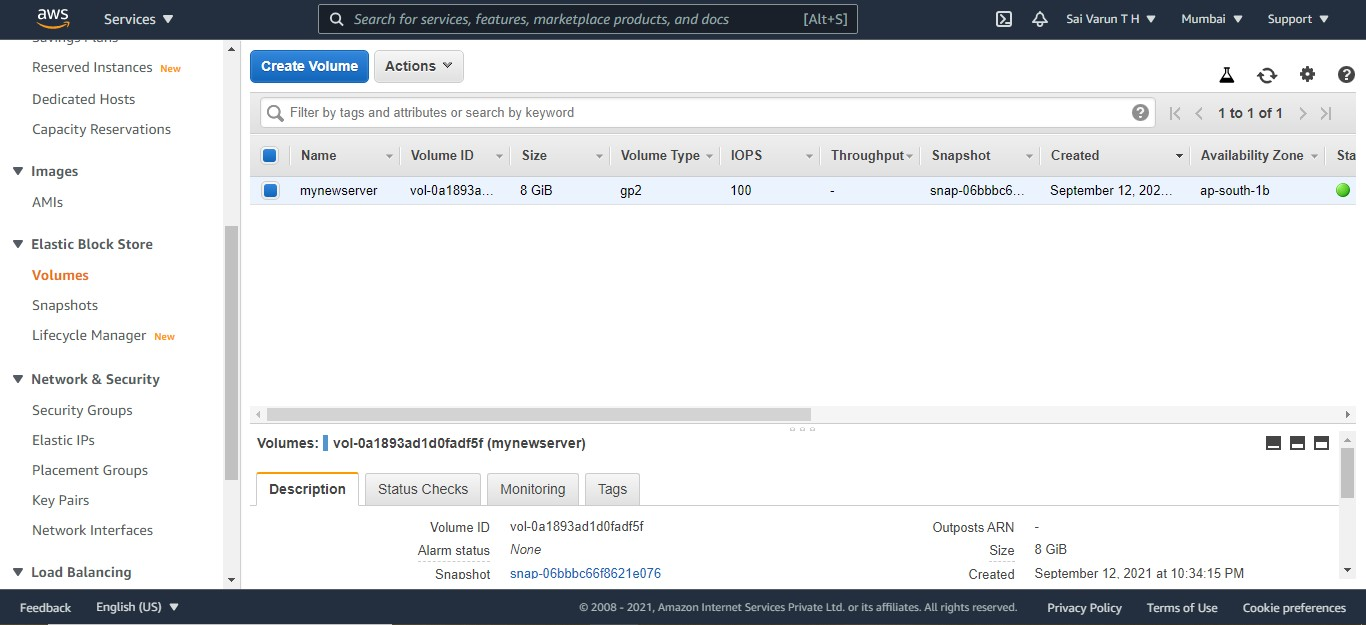 aws Services Search for services, features, marketplace products, and docs [Alt+S] Sai Varun T H Mumbai Support
Savings Plans
Reserved Instances New
Dedicated Hosts
Capacity Reservations
Images
AMIs
Elastic Block Store
Volumes
Snapshots
Lifecycle Manager New
Network & Security
Security Groups
Elastic IPs
Placement Groups
Key Pairs
Network Interfaces
Load Balancing
Create Volume Actions
Filter by tags and attributes or search by keyword 1 to 1 of 1
Name Volume ID Size Volume Type IOPS Throughput Snapshot Created Availability Zone Sta
mynewserver vol-0a1893a... 8 GiB gp2 100 - snap-06bbbc6... September 12, 202... ap-south-1b
Volumes: vol-0a1893ad1d0fadf5f (mynewserver)
Description Status Checks Monitoring Tags
Volume ID vol-0a1893ad1d0fadf5f Outposts ARN -
Alarm status None Size 8 GiB
Snapshot snap-06bbbc66f8621e076 Created September 12, 2021 at 10:34:15 PM
Feedback English (US) © 2008 - 2021, Amazon Internet Services Private Ltd. or its affiliates. All rights reserved. Privacy Policy Terms of Use Cookie preferences